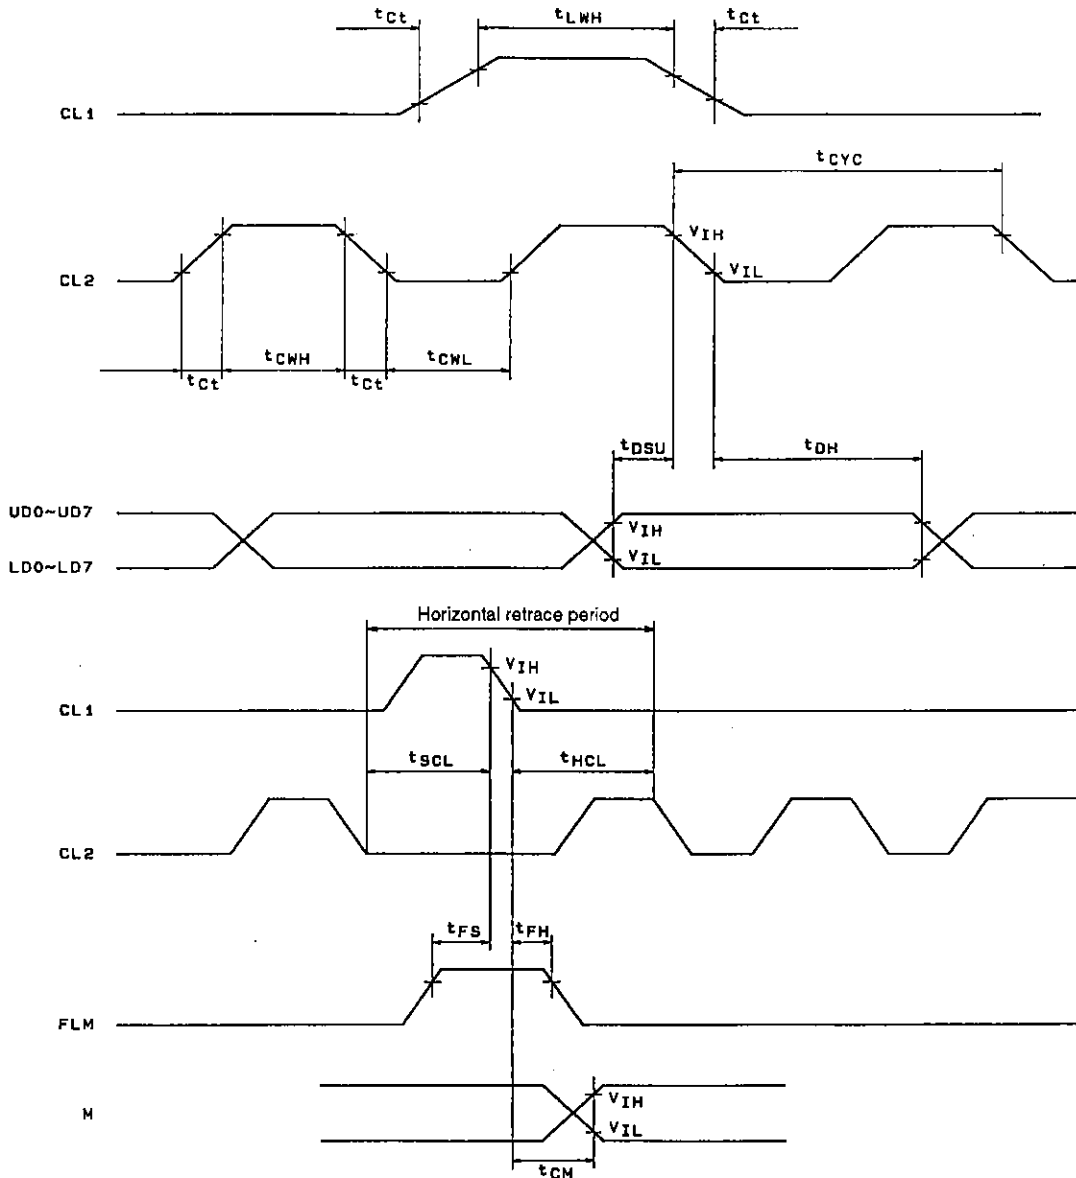 tCt tLWH tCt
CL1
tCYC
VIH
CL2 VIL
tCWH tCWL
tCt tCt
tDSU tDH
UD0~UD7
VIH
VIL
LD0~LD7
Horizontal retrace period
VIH
VIL
CL1
tSCL tHCL
CL2
tFS tFH
FLM
VIH
M
VIL
tCM